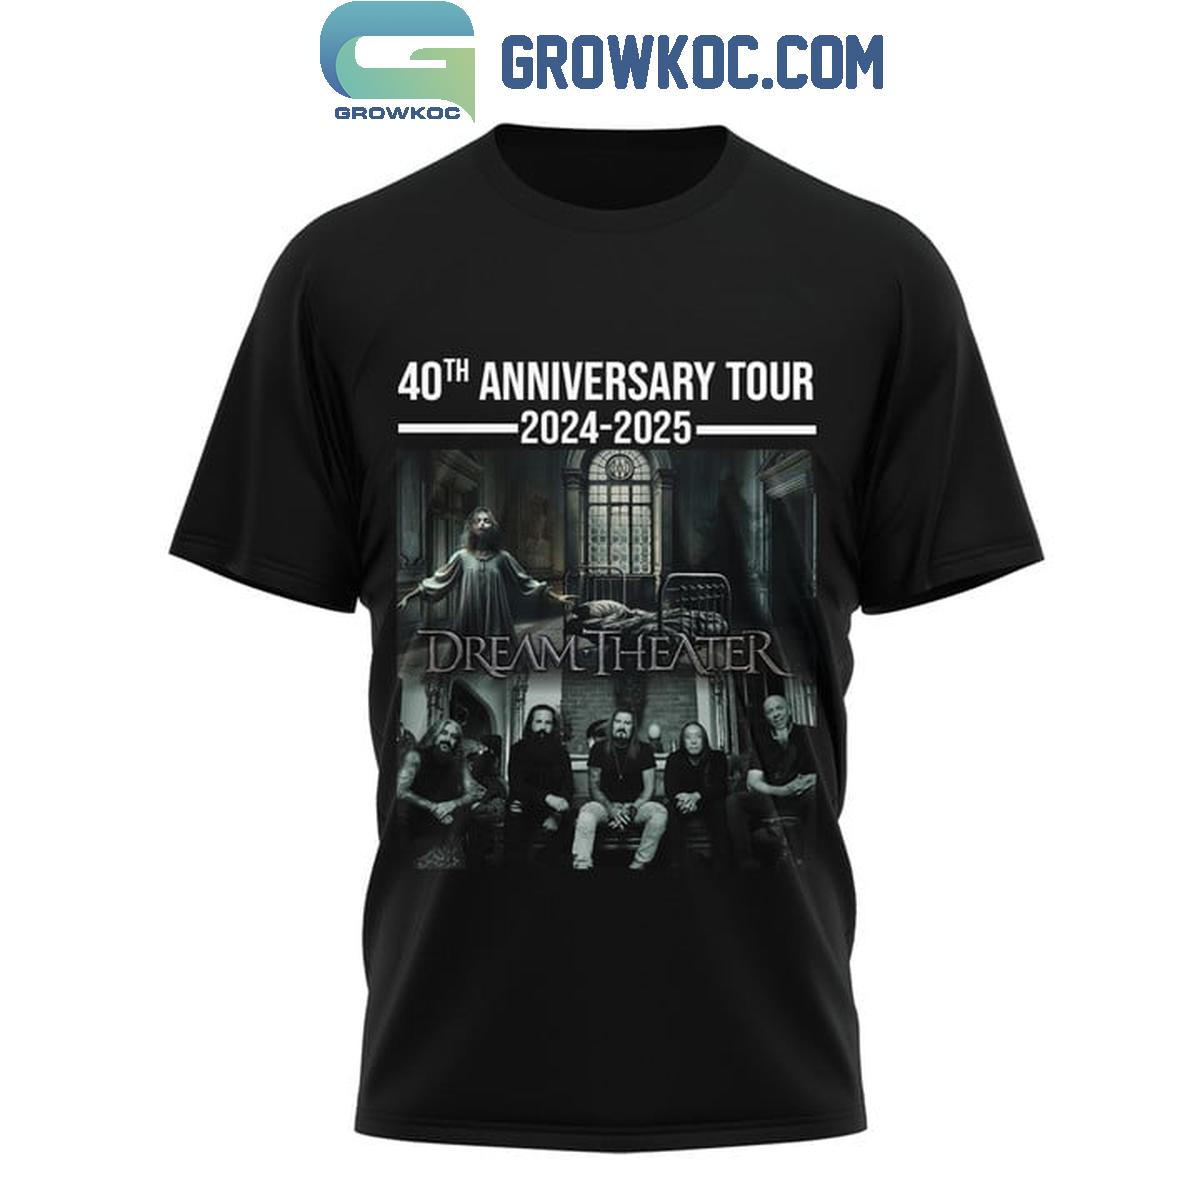 GROWKOC
GROWKOC.COM
40TH ANNIVERSARY TOUR
2024-2025
DREAM THEATER